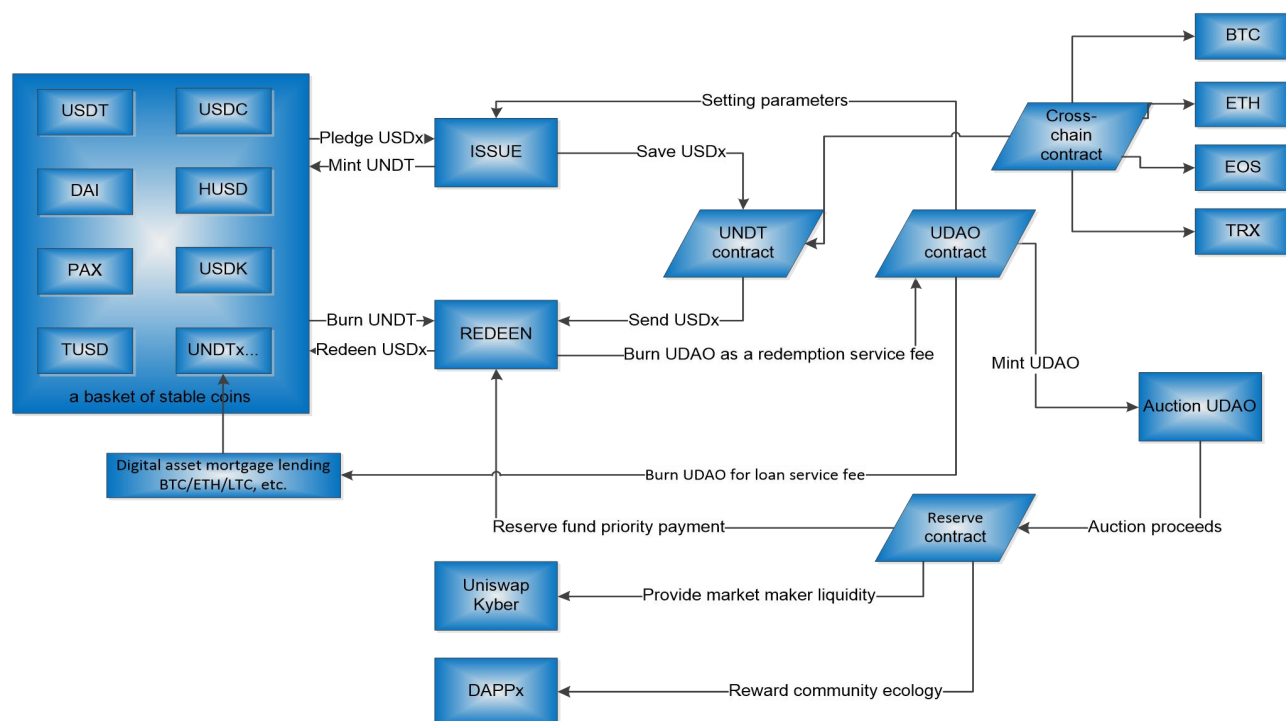 BTC
USDT
USDC
Setting parameters
ETH
Cross-
chain
contract
Pledge USDx
ISSUE
Save USDx
Mint UNDT
EOS
DAI
HUSD
UNDT
contract
UDAO
contract
TRX
PAX
USDK
Burn UNDT
REDEEN
Send USDx
Redeen USDx
Burn UDAO as a redemption service fee
TUSD
UNDTx...
Mint UDAO
a basket of stable coins
Auction UDAO
Digital asset mortgage lending
BTC/ETH/LTC, etc.
Burn UDAO for loan service fee
Reserve fund priority payment
Reserve
contract
Auction proceeds
Uniswap
Kyber
Provide market maker liquidity
DAPPx
Reward community ecology